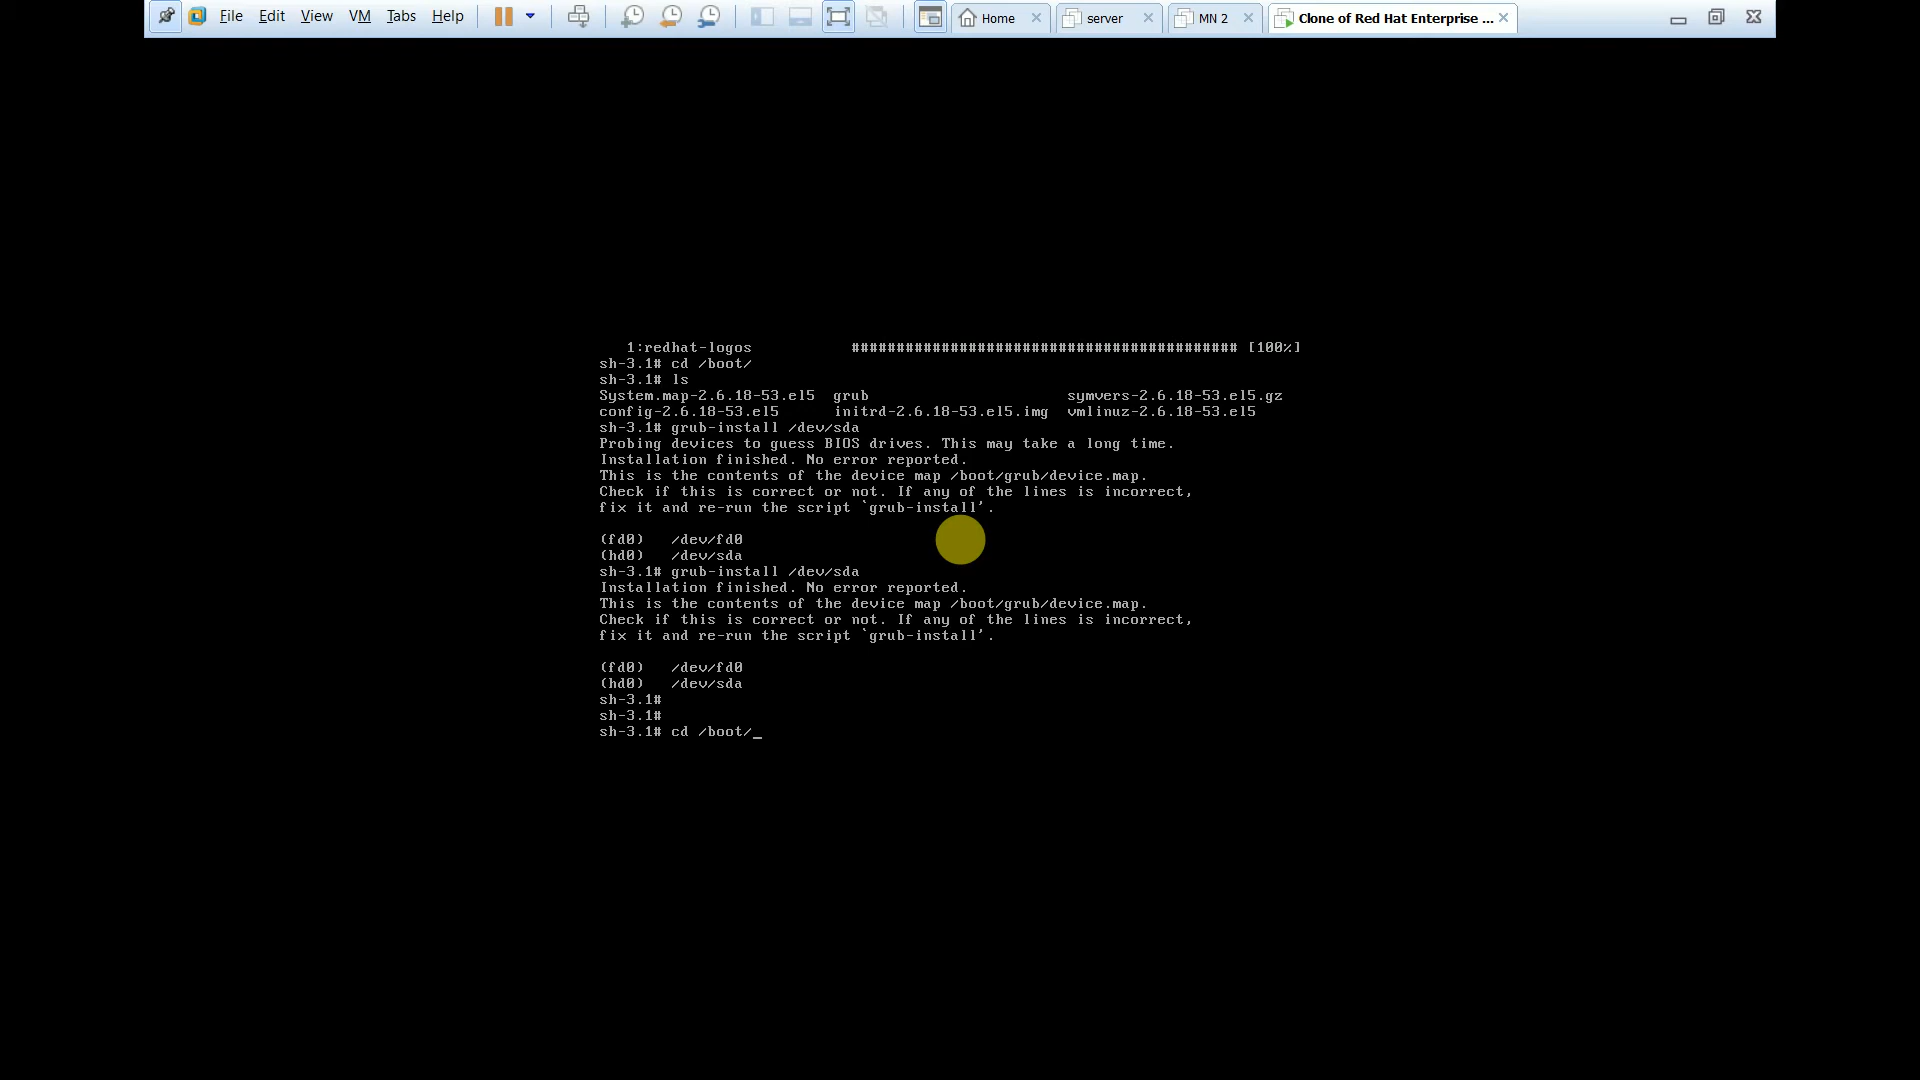 File Edit View VM Tabs Help Home server MN 2 Clone of Red Hat Enterprise ...
1:redhat-logos ########################################### [100%]
sh-3.1# cd /boot/
sh-3.1# ls
System.map-2.6.18-53.el5 grub symvers-2.6.18-53.el5.gz
config-2.6.18-53.el5 initrd-2.6.18-53.el5.img vmlinuz-2.6.18-53.el5
sh-3.1# grub-install /dev/sda
Probing devices to guess BIOS drives. This may take a long time.
Installation finished. No error reported.
This is the contents of the device map /boot/grub/device.map.
Check if this is correct or not. If any of the lines is incorrect,
fix it and re-run the script `grub-install'.
(fd0) /dev/fd0
(hd0) /dev/sda
sh-3.1# grub-install /dev/sda
Installation finished. No error reported.
This is the contents of the device map /boot/grub/device.map.
Check if this is correct or not. If any of the lines is incorrect,
fix it and re-run the script `grub-install'.
(fd0) /dev/fd0
(hd0) /dev/sda
sh-3.1#
sh-3.1#
sh-3.1# cd /boot/_